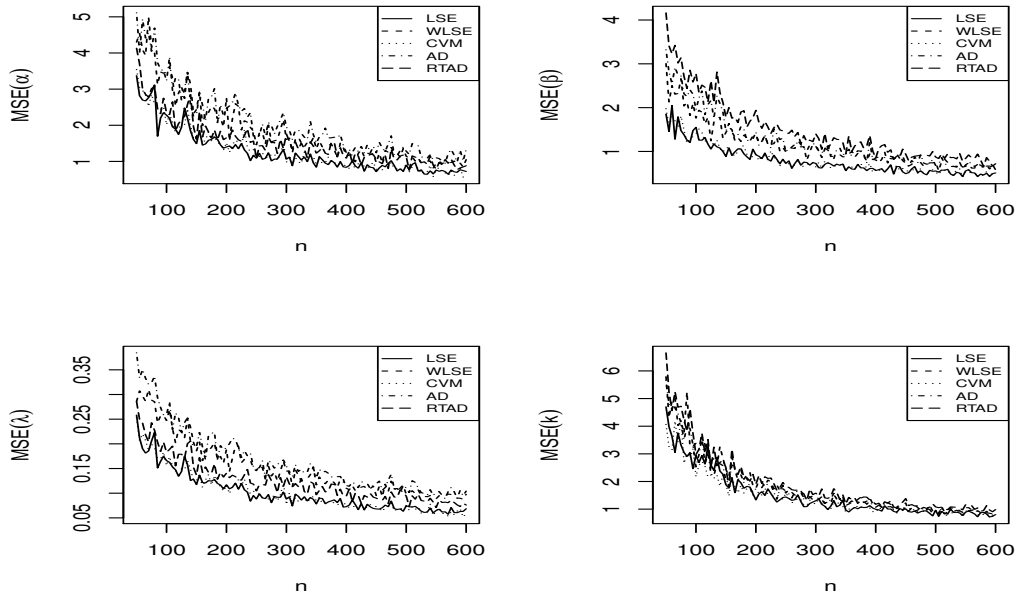 MSE(α)
5
4
3
2
1
100 200 300 400 500 600
n
LSE
WLSE
CVM
AD
RTAD
MSE(β)
4
3
2
1
100 200 300 400 500 600
n
LSE
WLSE
CVM
AD
RTAD
MSE(λ)
0.35
0.25
0.15
0.05
100 200 300 400 500 600
n
LSE
WLSE
CVM
AD
RTAD
MSE(k)
6
5
4
3
2
1
100 200 300 400 500 600
n
LSE
WLSE
CVM
AD
RTAD